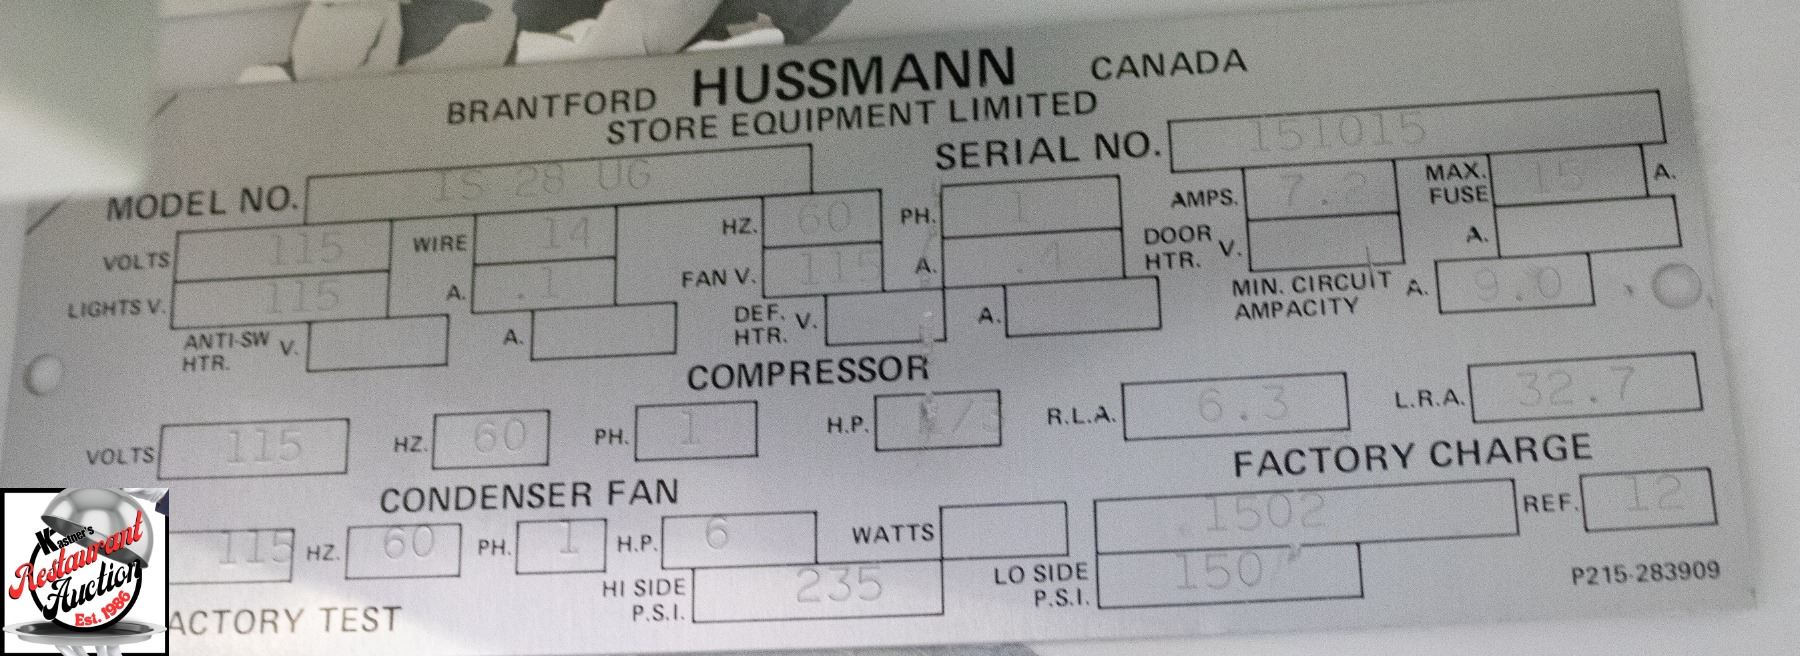 BRANTFORD HUSSMANN CANADA
STORE EQUIPMENT LIMITED
MODEL NO. IS 28 UG SERIAL NO. 151015
VOLTS 115 WIRE 14 HZ. 60 PH. 1 AMPS. 7.2 MAX. FUSE 15 A.
LIGHTS V. 115 A. .1 FAN V. 115 A. .4 DOOR HTR. V. A.
ANTI-SW HTR. V. A. DEF. HTR. V. A. MIN. CIRCUIT AMPACITY A. 9.0
COMPRESSOR
VOLTS 115 HZ. 60 PH. 1 H.P. 1/3 R.L.A. 6.3 L.R.A. 32.7
CONDENSER FAN FACTORY CHARGE
115 HZ. 60 PH. 1 H.P. 6 WATTS 1502 REF. 12
ACTORY TEST HI SIDE P.S.I. 235 LO SIDE P.S.I. 150
P215-283909
Kastner's
Restaurant
Auction
Est. 1986